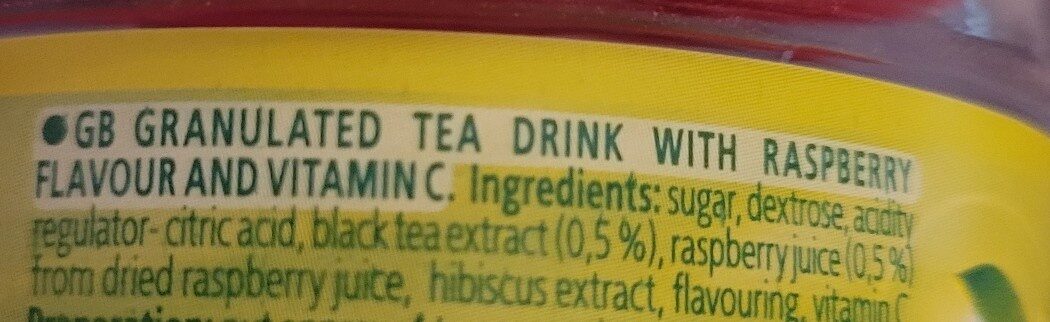 GB GRANULATED TEA DRINK WITH RASPBERRY
FLAVOUR AND VITAMIN C. Ingredients: sugar, dextrose, acidity
regulator- citric acid, black tea extract (0,5 %), raspberry juice (0,5 %)
from dried raspberry juice, hibiscus extract, flavouring, vitamin C
Preparation: